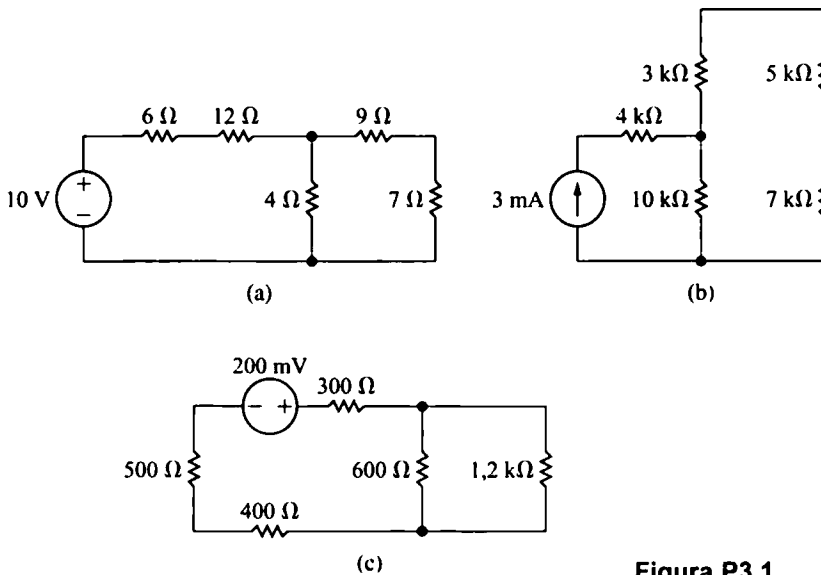 3 kΩ 5 kΩ
6 Ω 12 Ω 9 Ω 4 kΩ
10 V + − 4 Ω 7 Ω 3 mA 10 kΩ 7 kΩ
(a) (b)
200 mV
− + 300 Ω
500 Ω 600 Ω 1,2 kΩ
400 Ω
(c)
Figura P3.1